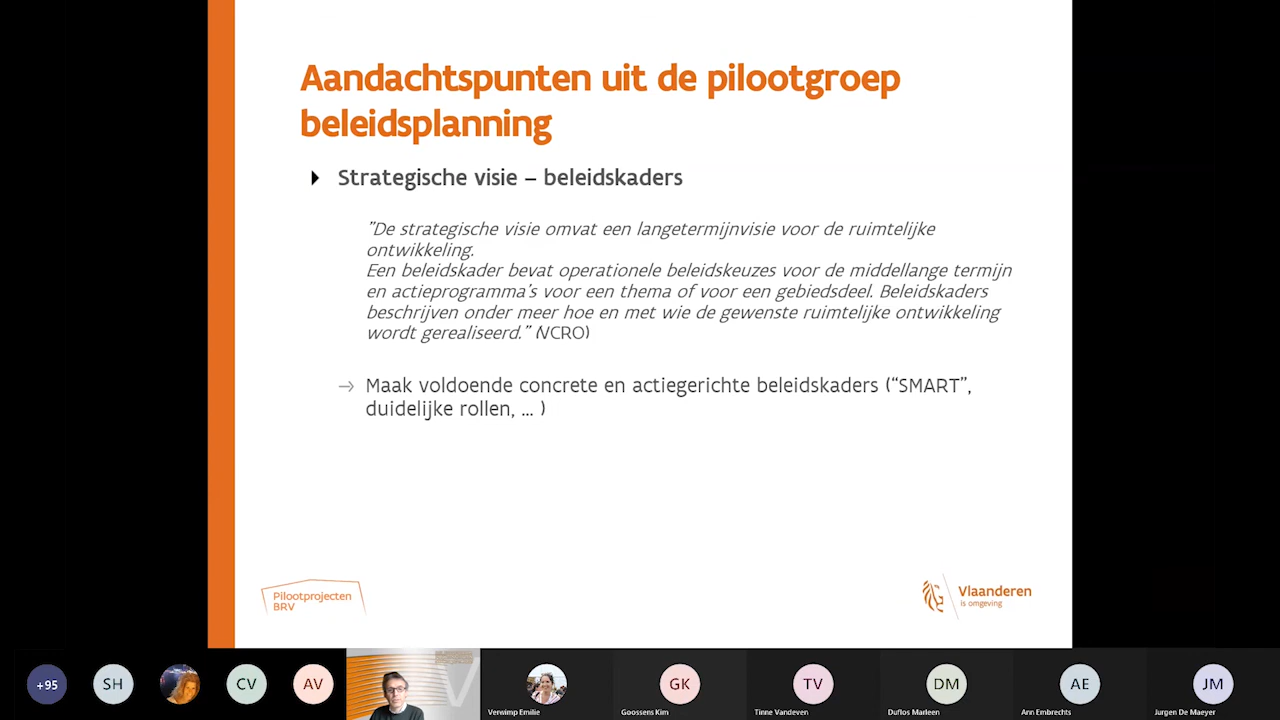 Aandachtspunten uit de pilootgroep
beleidsplanning
Strategische visie – beleidskaders
"De strategische visie omvat een langetermijnvisie voor de ruimtelijke
ontwikkeling.
Een beleidskader bevat operationele beleidskeuzes voor de middellange termijn
en actieprogramma's voor een thema of voor een gebiedsdeel. Beleidskaders
beschrijven onder meer hoe en met wie de gewenste ruimtelijke ontwikkeling
wordt gerealiseerd." (VCRO)
→ Maak voldoende concrete en actiegerichte beleidskaders ("SMART",
duidelijke rollen, ... )
Pilootprojecten
BRV
Vlaanderen
is omgeving
+95
SH
CV
AV
Verwimp Emilie
GK
Goossens Kim
TV
Tinne Vandeven
DM
Duflos Marleen
AE
Ann Embrechts
JM
Jurgen De Maeyer